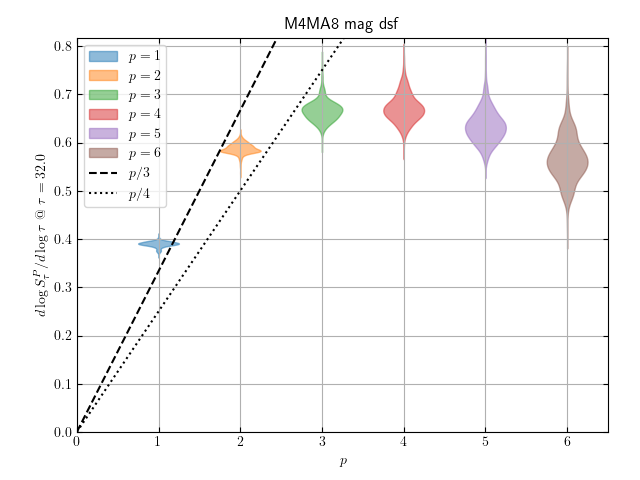 M4MA8 mag dsf
d log S_τ^P / d log τ @ τ = 32.0
0.8
0.7
0.6
0.5
0.4
0.3
0.2
0.1
0.0
p = 1
p = 2
p = 3
p = 4
p = 5
p = 6
p/3
p/4
0 1 2 3 4 5 6
p